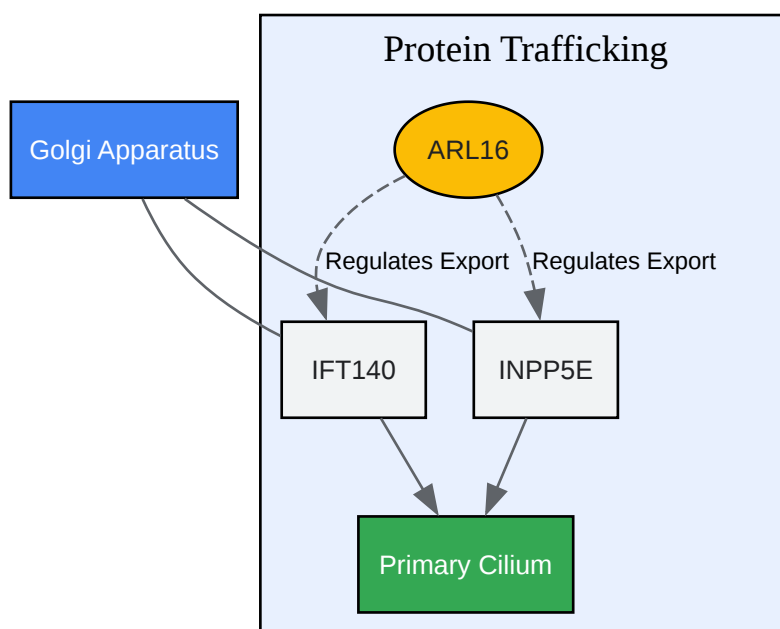 Protein Trafficking
Golgi Apparatus
ARL16
Regulates Export
Regulates Export
IFT140
INPP5E
Primary Cilium